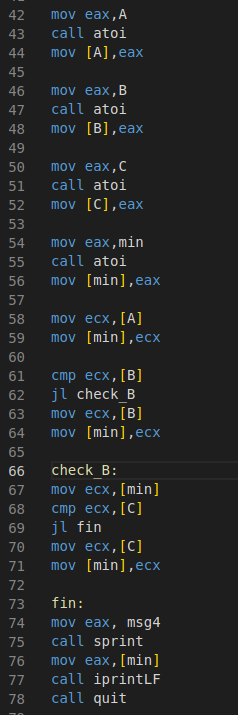 42 mov eax,A
43 call atoi
44 mov [A],eax
45
46 mov eax,B
47 call atoi
48 mov [B],eax
49
50 mov eax,C
51 call atoi
52 mov [C],eax
53
54 mov eax,min
55 call atoi
56 mov [min],eax
57
58 mov ecx,[A]
59 mov [min],ecx
60
61 cmp ecx,[B]
62 jl check_B
63 mov ecx,[B]
64 mov [min],ecx
65
66 check_B:
67 mov ecx,[min]
68 cmp ecx,[C]
69 jl fin
70 mov ecx,[C]
71 mov [min],ecx
72
73 fin:
74 mov eax, msg4
75 call sprint
76 mov eax,[min]
77 call iprintLF
78 call quit